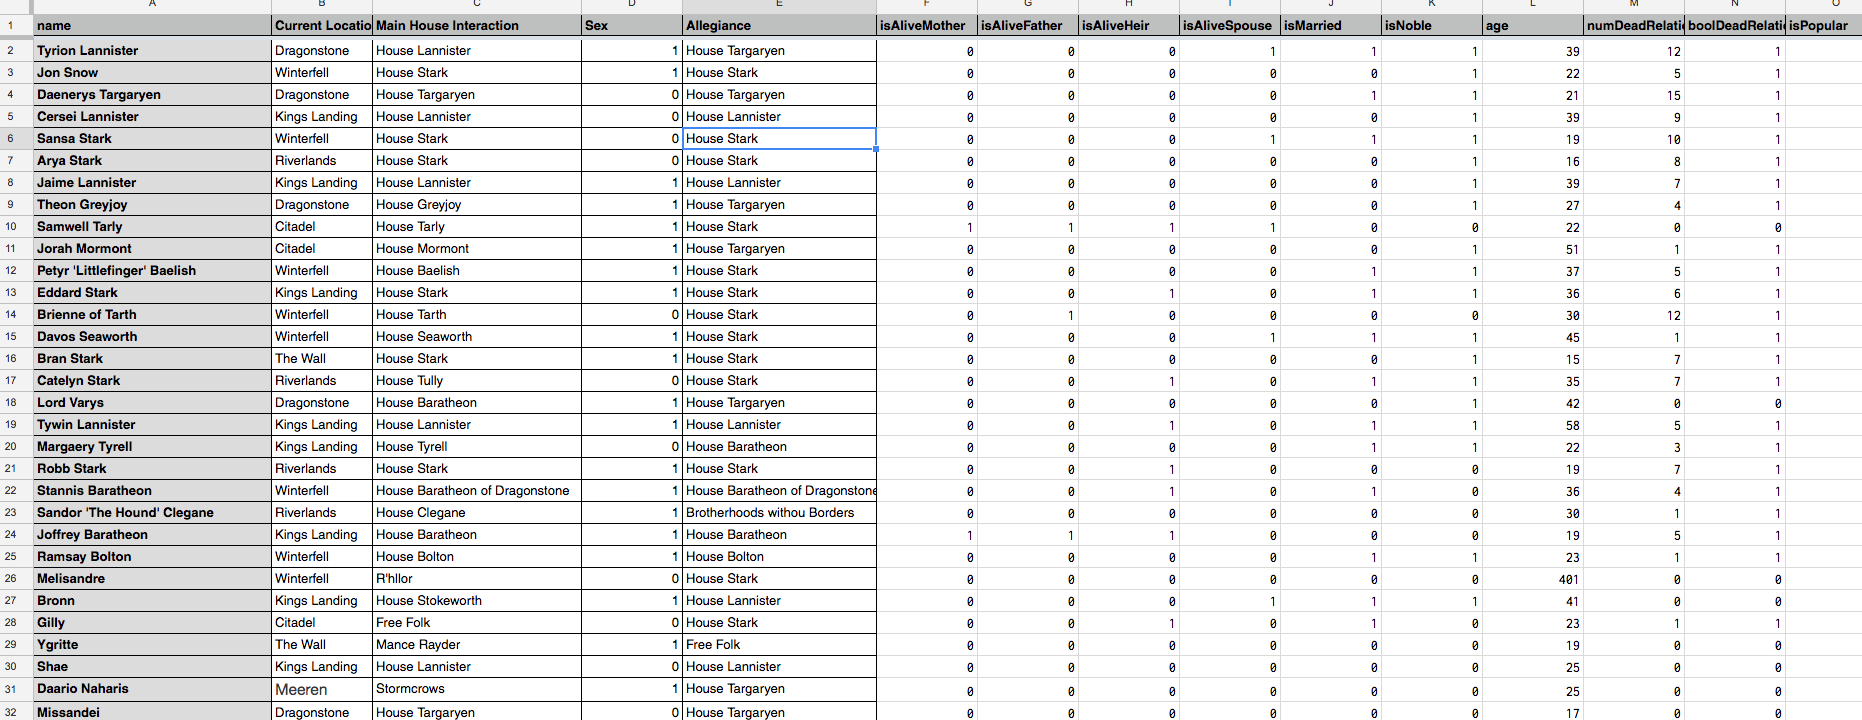 A B C D E F G H I J K L M N O
1 name Current Locatio Main House Interaction Sex Allegiance isAliveMother isAliveFather isAliveHeir isAliveSpouse isMarried isNoble age numDeadRelati boolDeadRelati isPopular
2 Tyrion Lannister Dragonstone House Lannister 1 House Targaryen 0 0 0 1 1 1 39 12 1
3 Jon Snow Winterfell House Stark 1 House Stark 0 0 0 0 0 1 22 5 1
4 Daenerys Targaryen Dragonstone House Targaryen 0 House Targaryen 0 0 0 0 1 1 21 15 1
5 Cersei Lannister Kings Landing House Lannister 0 House Lannister 0 0 0 0 0 1 39 9 1
6 Sansa Stark Winterfell House Stark 0 House Stark 0 0 0 1 1 1 19 10 1
7 Arya Stark Riverlands House Stark 0 House Stark 0 0 0 0 0 1 16 8 1
8 Jaime Lannister Kings Landing House Lannister 1 House Lannister 0 0 0 0 0 1 39 7 1
9 Theon Greyjoy Dragonstone House Greyjoy 1 House Targaryen 0 0 0 0 0 1 27 4 1
10 Samwell Tarly Citadel House Tarly 1 House Stark 1 1 1 1 0 0 22 0 0
11 Jorah Mormont Citadel House Mormont 1 House Targaryen 0 0 0 0 0 1 51 1 1
12 Petyr 'Littlefinger' Baelish Winterfell House Baelish 1 House Stark 0 0 0 0 1 1 37 5 1
13 Eddard Stark Kings Landing House Stark 1 House Stark 0 0 1 0 1 1 36 6 1
14 Brienne of Tarth Winterfell House Tarth 0 House Stark 0 1 0 0 0 0 30 12 1
15 Davos Seaworth Winterfell House Seaworth 1 House Stark 0 0 0 1 1 1 45 1 1
16 Bran Stark The Wall House Stark 1 House Stark 0 0 0 0 0 1 15 7 1
17 Catelyn Stark Riverlands House Tully 0 House Stark 0 0 1 0 1 1 35 7 1
18 Lord Varys Dragonstone House Baratheon 1 House Targaryen 0 0 0 0 0 1 42 0 0
19 Tywin Lannister Kings Landing House Lannister 1 House Lannister 0 0 1 0 0 1 58 5 1
20 Margaery Tyrell Kings Landing House Tyrell 0 House Baratheon 0 0 0 0 1 1 22 3 1
21 Robb Stark Riverlands House Stark 1 House Stark 0 0 1 0 0 0 19 7 1
22 Stannis Baratheon Winterfell House Baratheon of Dragonstone 1 House Baratheon of Dragonstone 0 0 1 0 1 0 36 4 1
23 Sandor 'The Hound' Clegane Riverlands House Clegane 1 Brotherhoods withou Borders 0 0 0 0 0 0 30 1 1
24 Joffrey Baratheon Kings Landing House Baratheon 1 House Baratheon 1 1 1 0 0 0 19 5 1
25 Ramsay Bolton Winterfell House Bolton 1 House Bolton 0 0 0 0 1 1 23 1 1
26 Melisandre Winterfell R'hllor 0 House Stark 0 0 0 0 0 0 401 0 0
27 Bronn Kings Landing House Stokeworth 1 House Lannister 0 0 0 1 1 1 41 0 0
28 Gilly Citadel Free Folk 0 House Stark 0 0 1 0 1 0 23 1 1
29 Ygritte The Wall Mance Rayder 1 Free Folk 0 0 0 0 0 0 19 0 0
30 Shae Kings Landing House Lannister 0 House Lannister 0 0 0 0 0 0 25 0 0
31 Daario Naharis Meeren Stormcrows 1 House Targaryen 0 0 0 0 0 0 25 0 0
32 Missandei Dragonstone House Targaryen 0 House Targaryen 0 0 0 0 0 0 17 0 0